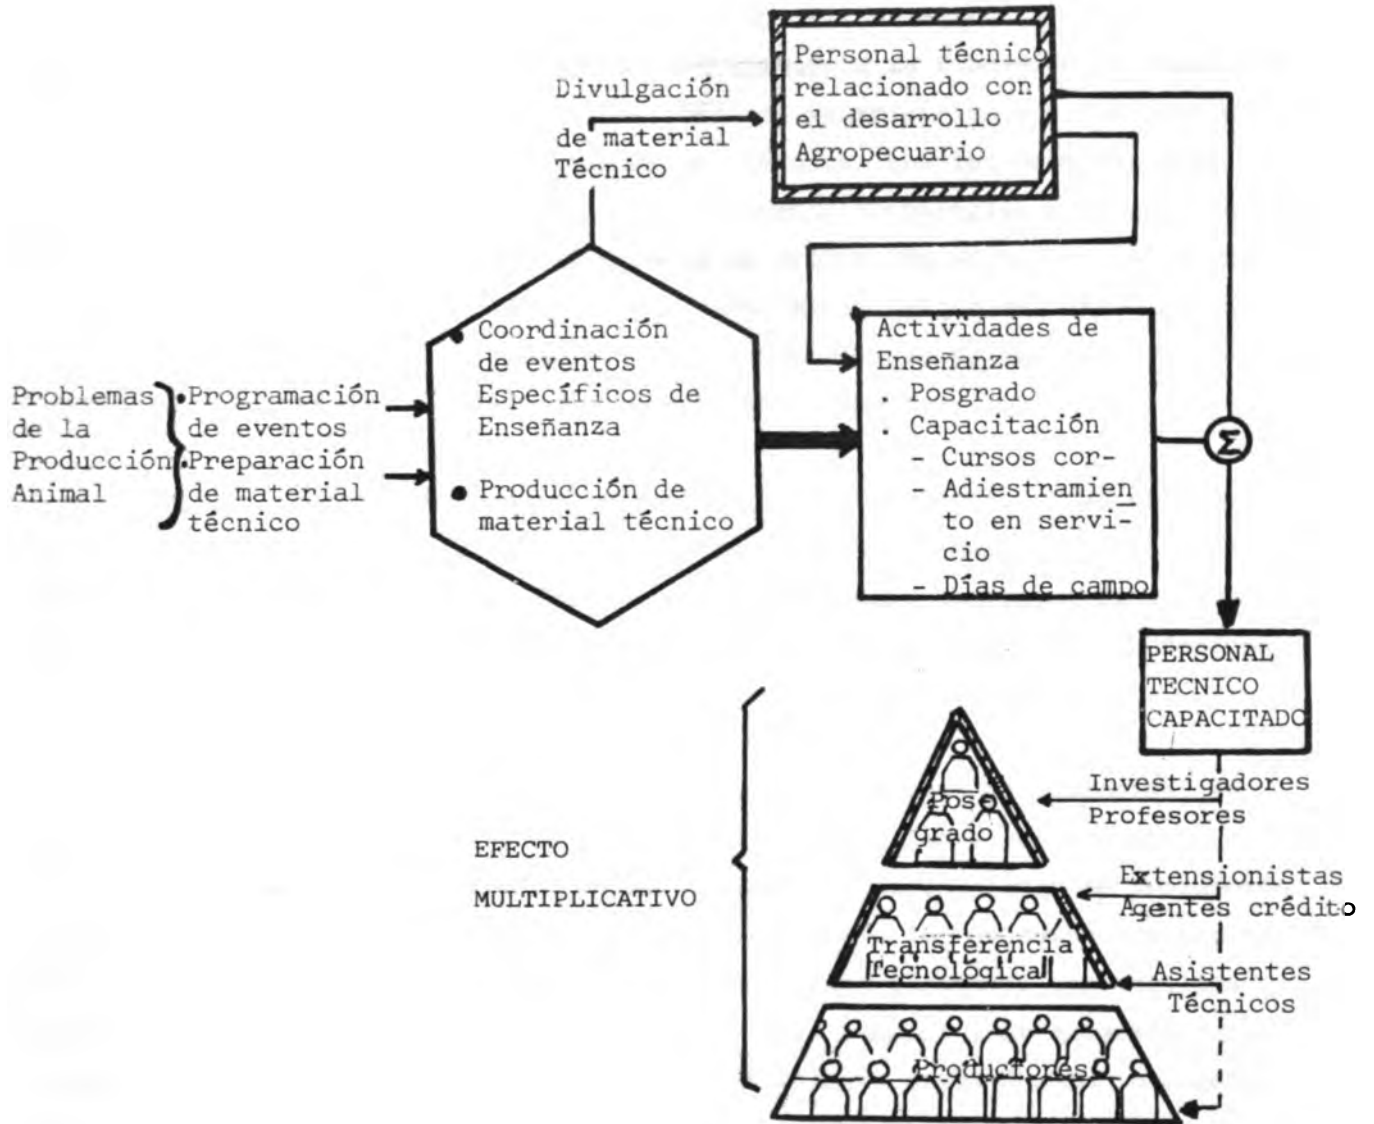 Personal técnico
relacionado con
el desarrollo
Agropecuario
Divulgación
de material
Técnico
Problemas
de la
Producción
Animal
•Programación
de eventos
•Preparación
de material
técnico
• Coordinación
de eventos
Específicos de
Enseñanza
• Producción de
material técnico
Actividades de
Enseñanza
. Posgrado
. Capacitación
- Cursos cor-
- Adiestramien
to en servi-
cio
- Días de campo
Σ
PERSONAL
TECNICO
CAPACITADO
Investigadores
Profesores
Extensionistas
Agentes crédito
Asistentes
Técnicos
EFECTO
MULTIPLICATIVO
Pos-
grado
Transferencia
Tecnológica
Productores